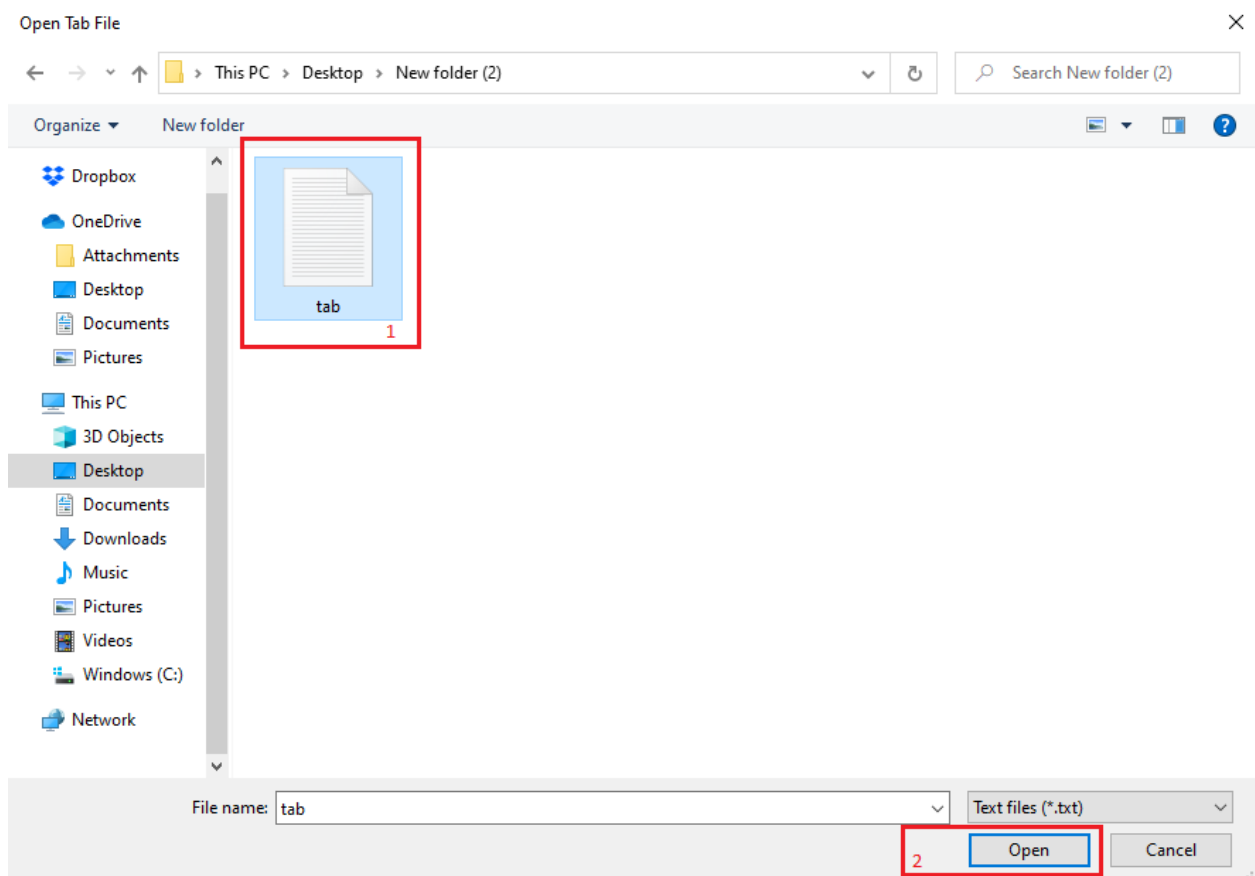 Open Tab File
This PC > Desktop > New folder (2)
Search New folder (2)
Organize
New folder
Dropbox
OneDrive
Attachments
Desktop
Documents
Pictures
This PC
3D Objects
Desktop
Documents
Downloads
Music
Pictures
Videos
Windows (C:)
Network
tab
1
File name: tab
Text files (*.txt)
2
Open
Cancel